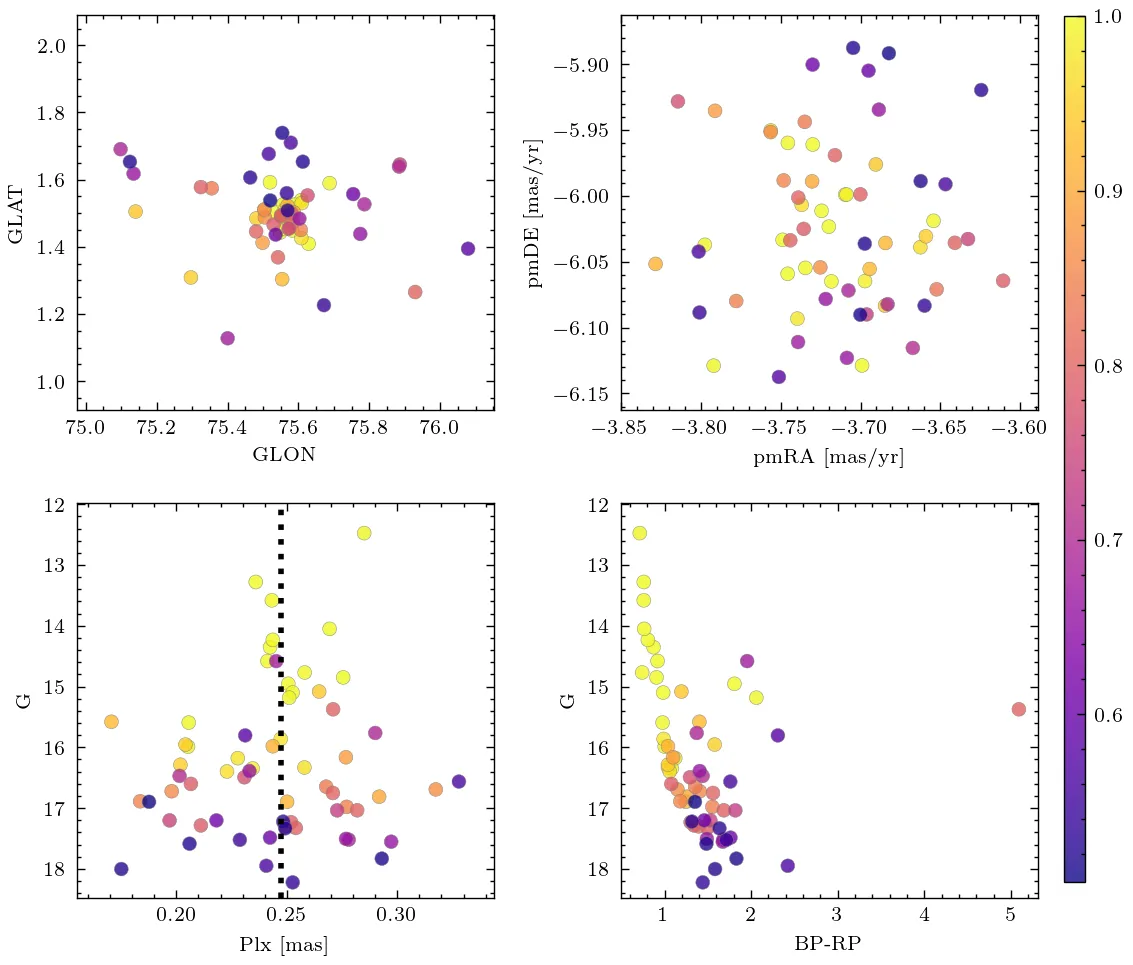 2.0
1.8
1.6
1.4
1.2
1.0
GLAT
75.0 75.2 75.4 75.6 75.8 76.0
GLON
−5.90
−5.95
−6.00
−6.05
−6.10
−6.15
pmDE [mas/yr]
−3.85 −3.80 −3.75 −3.70 −3.65 −3.60
pmRA [mas/yr]
12
13
14
15
16
17
18
G
0.20 0.25 0.30
Plx [mas]
12
13
14
15
16
17
18
G
1 2 3 4 5
BP-RP
1.0
0.9
0.8
0.7
0.6